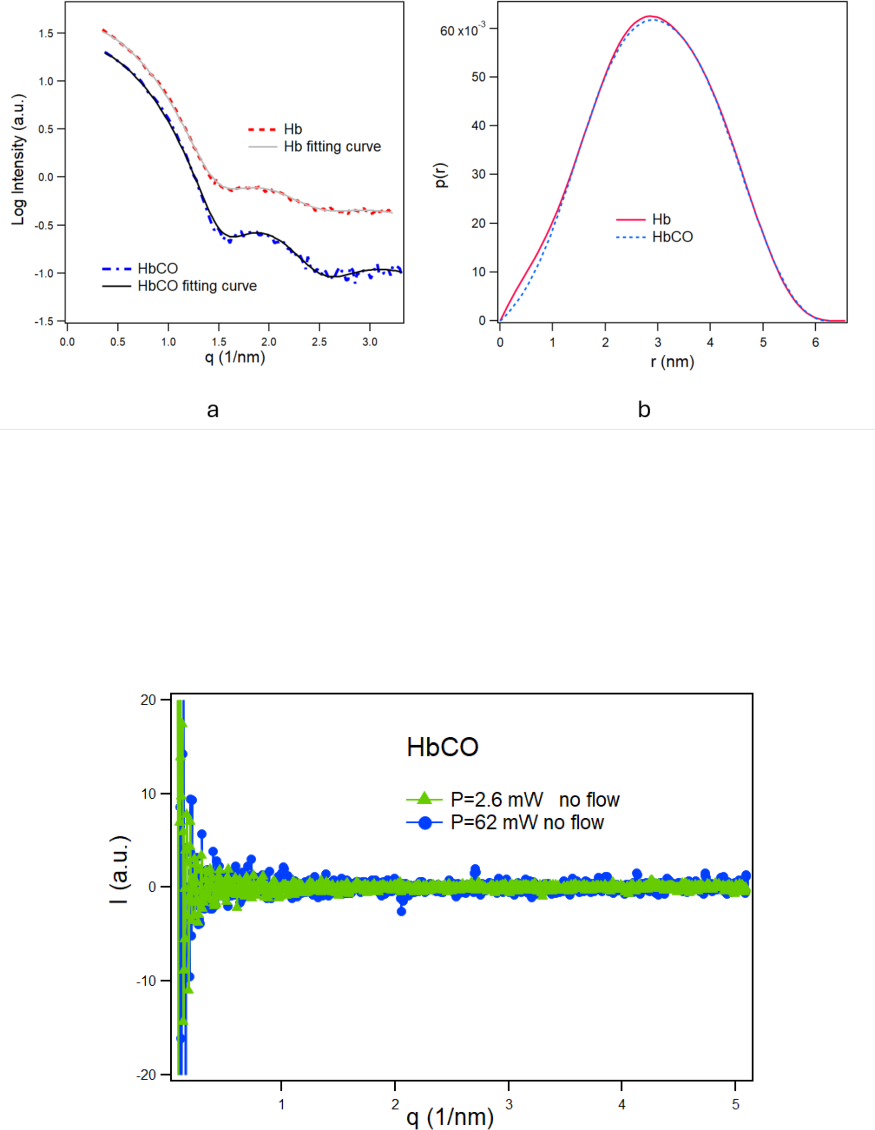 1.5
1.0
0.5
0.0
-0.5
-1.0
-1.5
Log Intensity (a.u.)
Hb
Hb fitting curve
HbCO
HbCO fitting curve
0.0 0.5 1.0 1.5 2.0 2.5 3.0
q (1/nm)
a
60 x10⁻³
50
40
30
20
10
0
p(r)
Hb
HbCO
0 1 2 3 4 5 6
r (nm)
b
20
10
0
-10
-20
I (a.u.)
HbCO
P=2.6 mW no flow
P=62 mW no flow
1 2 3 4 5
q (1/nm)